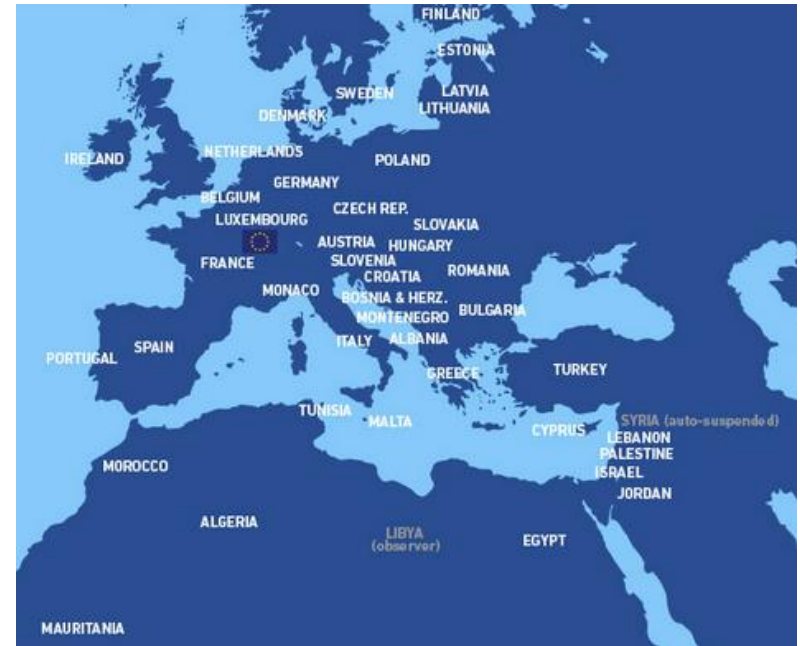 FINLAND
ESTONIA
SWEDEN
LATVIA
LITHUANIA
DENMARK
IRELAND
NETHERLANDS
POLAND
GERMANY
BELGIUM
CZECH REP.
LUXEMBOURG
SLOVAKIA
AUSTRIA
HUNGARY
FRANCE
SLOVENIA
CROATIA
ROMANIA
MONACO
BOSNIA & HERZ.
MONTENEGRO
BULGARIA
ITALY
ALBANIA
PORTUGAL
SPAIN
GREECE
TURKEY
TUNISIA
MALTA
CYPRUS
SYRIA (auto-suspended)
LEBANON
PALESTINE
ISRAEL
MOROCCO
JORDAN
ALGERIA
LIBYA
(observer)
EGYPT
MAURITANIA